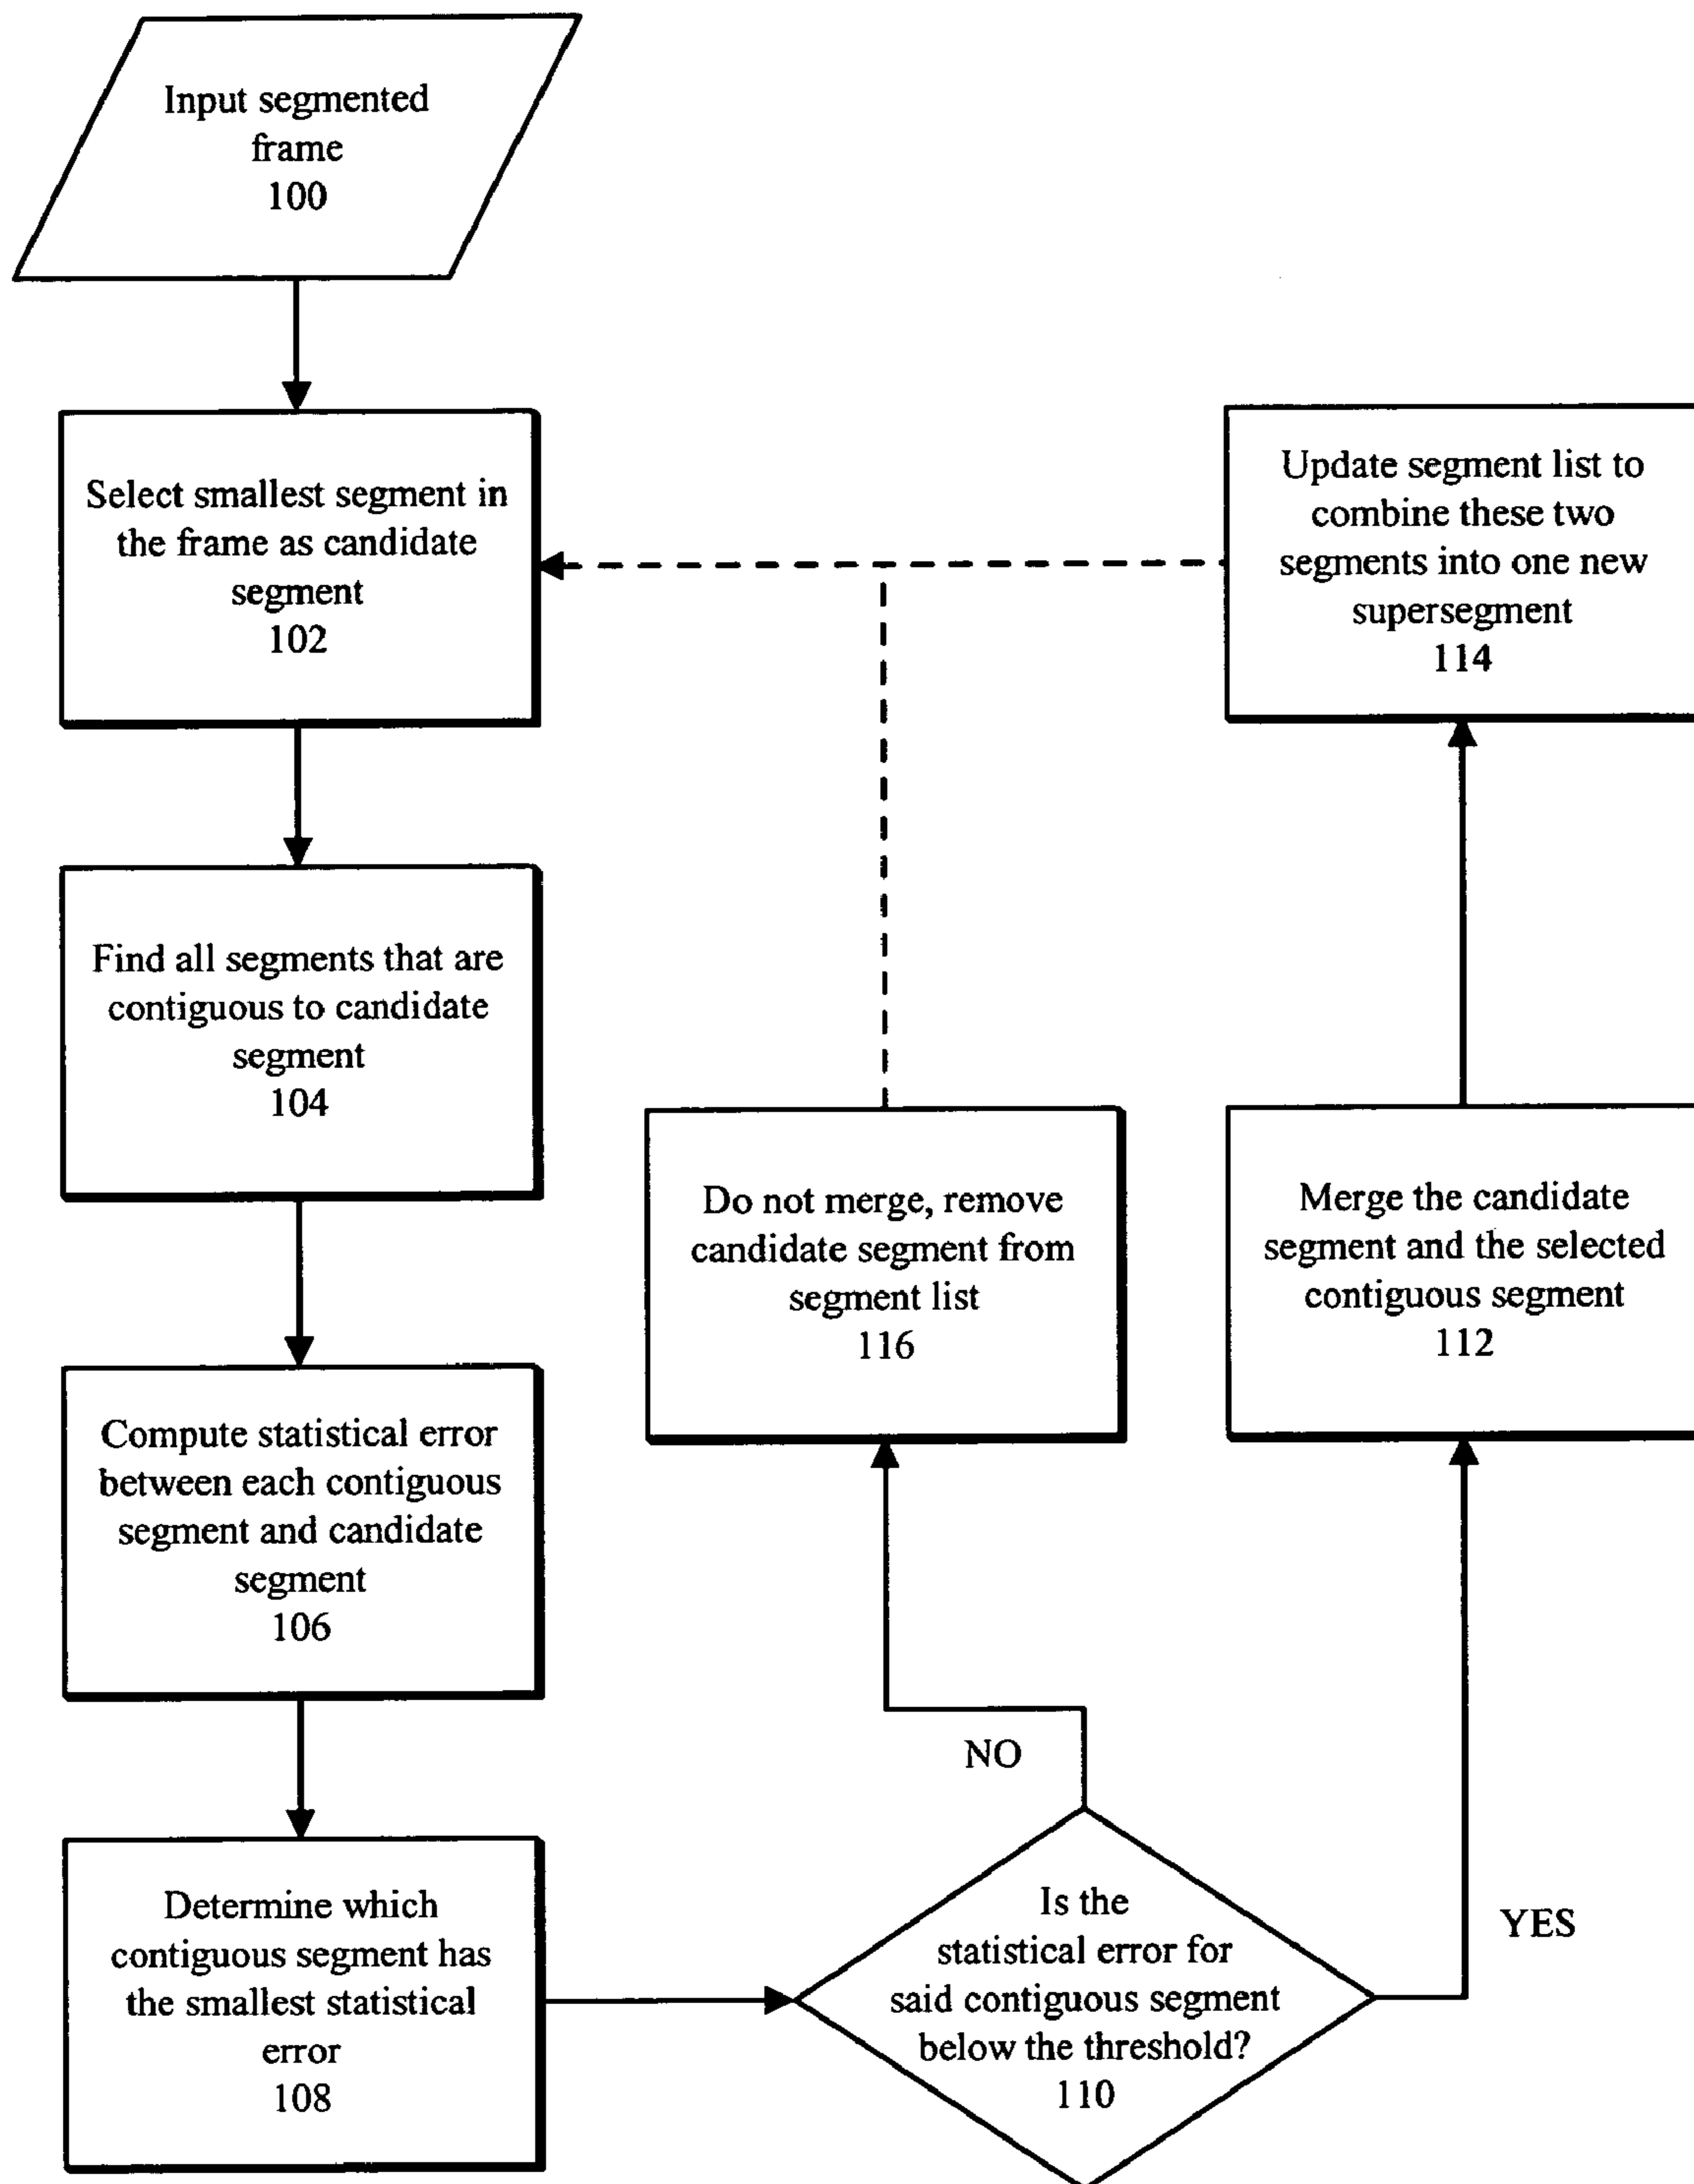 Input segmented
frame
100
Select smallest segment in
the frame as candidate
segment
102
Find all segments that are
contiguous to candidate
segment
104
Compute statistical error
between each contiguous
segment and candidate
segment
106
Determine which
contiguous segment has
the smallest statistical
error
108
Is the
statistical error for
said contiguous segment
below the threshold?
110
NO
YES
Do not merge, remove
candidate segment from
segment list
116
Merge the candidate
segment and the selected
contiguous segment
112
Update segment list to
combine these two
segments into one new
supersegment
114